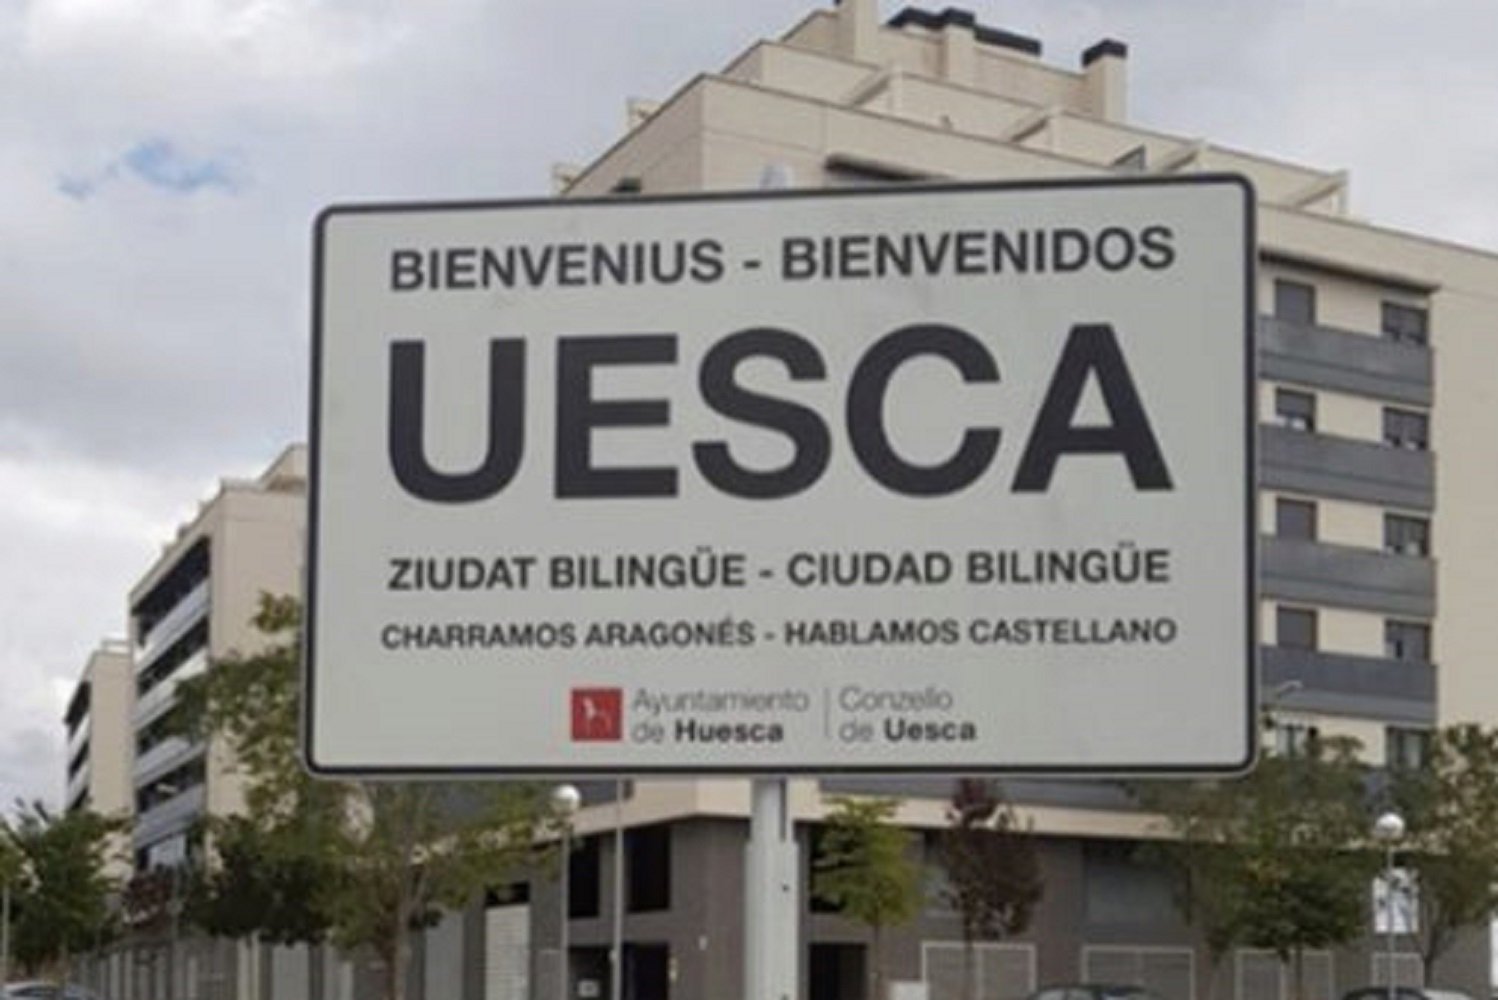 BIENVENIUS - BIENVENIDOS
UESCA
ZIUDAT BILINGÜE - CIUDAD BILINGÜE
CHARRAMOS ARAGONÉS - HABLAMOS CASTELLANO
Ayuntamiento de Huesca
Conzello de Uesca